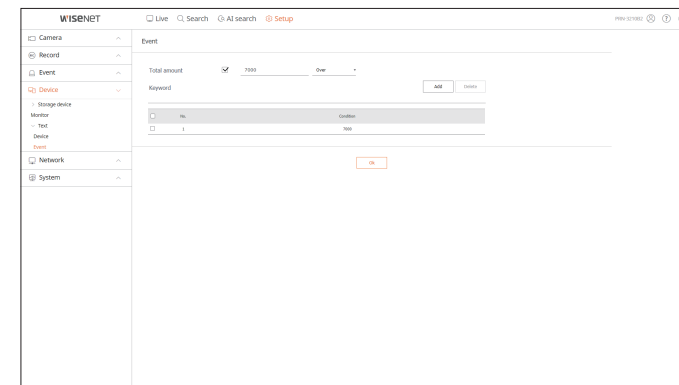 WISENET
Live Search AI search Setup
Camera
Record
Event
Device
Storage device
Monitor
Text
Device
Event
Network
System
Event
Total amount 7000 Over
Keyword Add Delete
No. Condition
1 7000
Ok